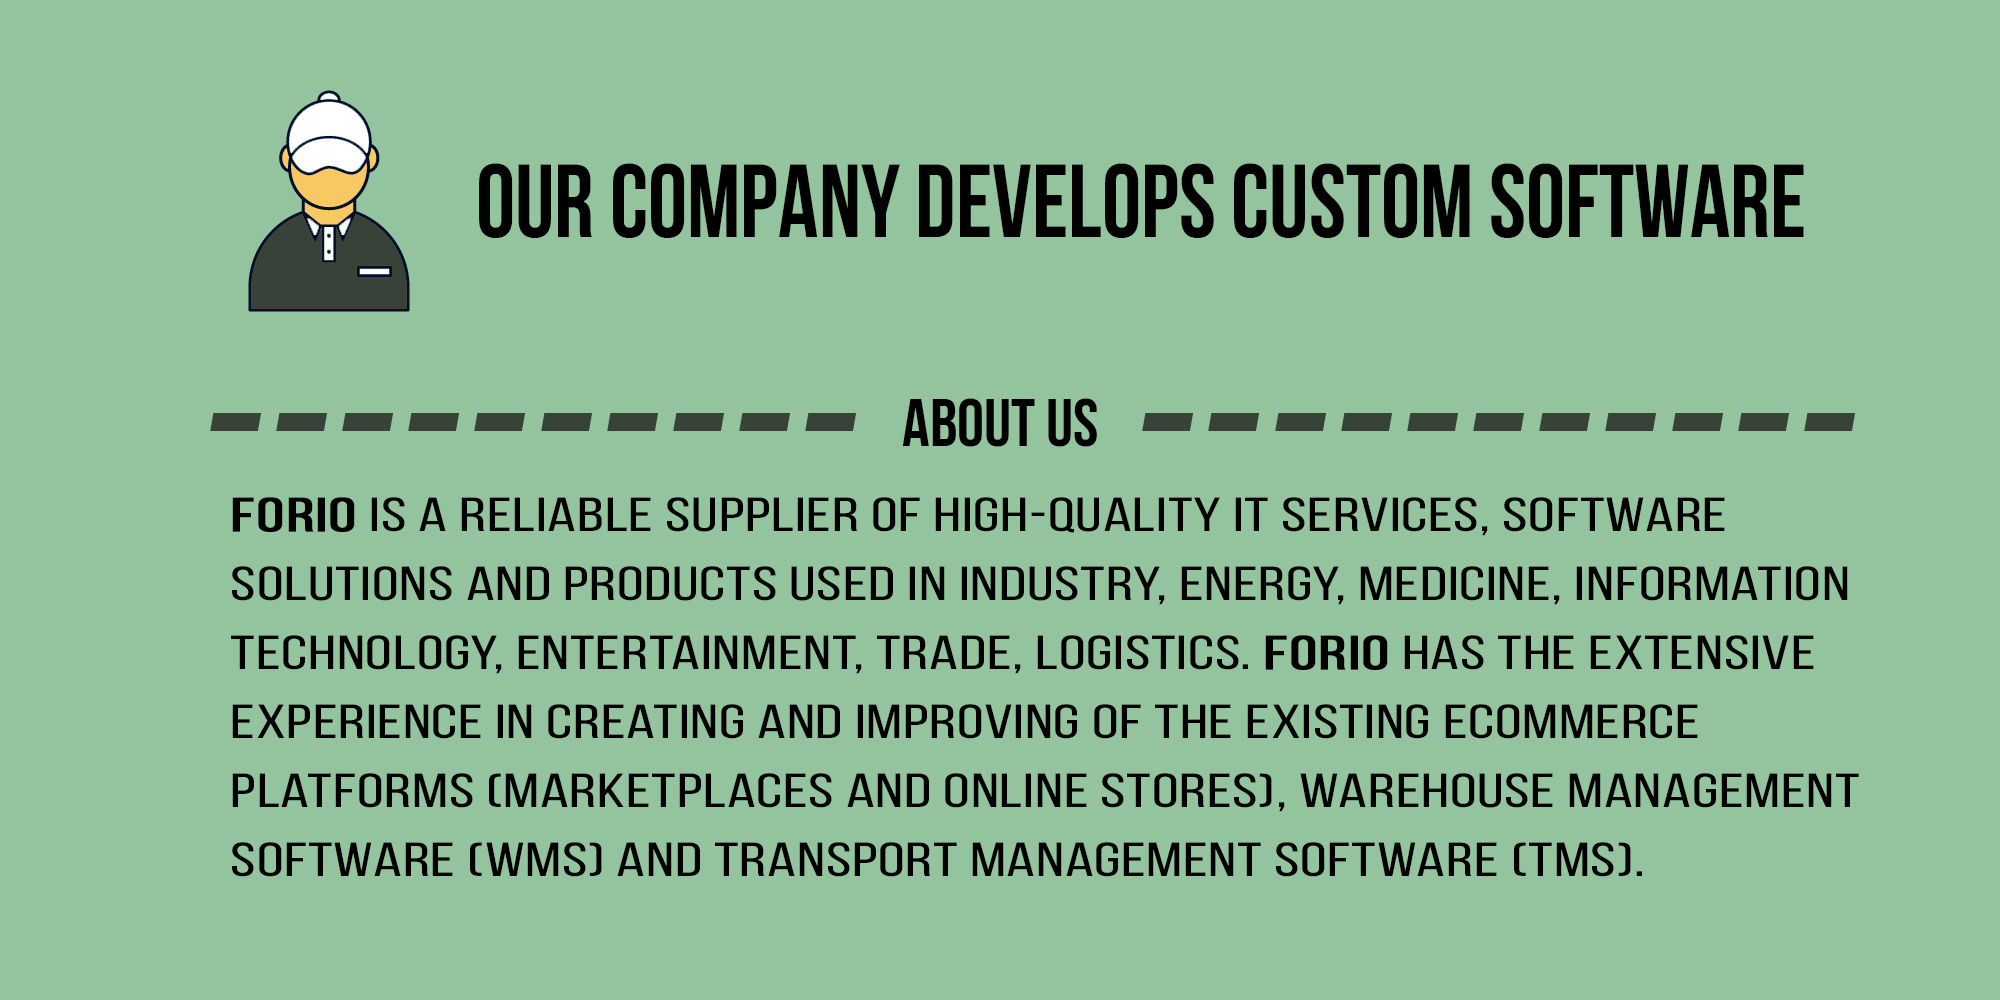 OUR COMPANY DEVELOPS CUSTOM SOFTWARE
ABOUT US
FORIO IS A RELIABLE SUPPLIER OF HIGH-QUALITY IT SERVICES, SOFTWARE
SOLUTIONS AND PRODUCTS USED IN INDUSTRY, ENERGY, MEDICINE, INFORMATION
TECHNOLOGY, ENTERTAINMENT, TRADE, LOGISTICS. FORIO HAS THE EXTENSIVE
EXPERIENCE IN CREATING AND IMPROVING OF THE EXISTING ECOMMERCE
PLATFORMS (MARKETPLACES AND ONLINE STORES), WAREHOUSE MANAGEMENT
SOFTWARE (WMS) AND TRANSPORT MANAGEMENT SOFTWARE (TMS).